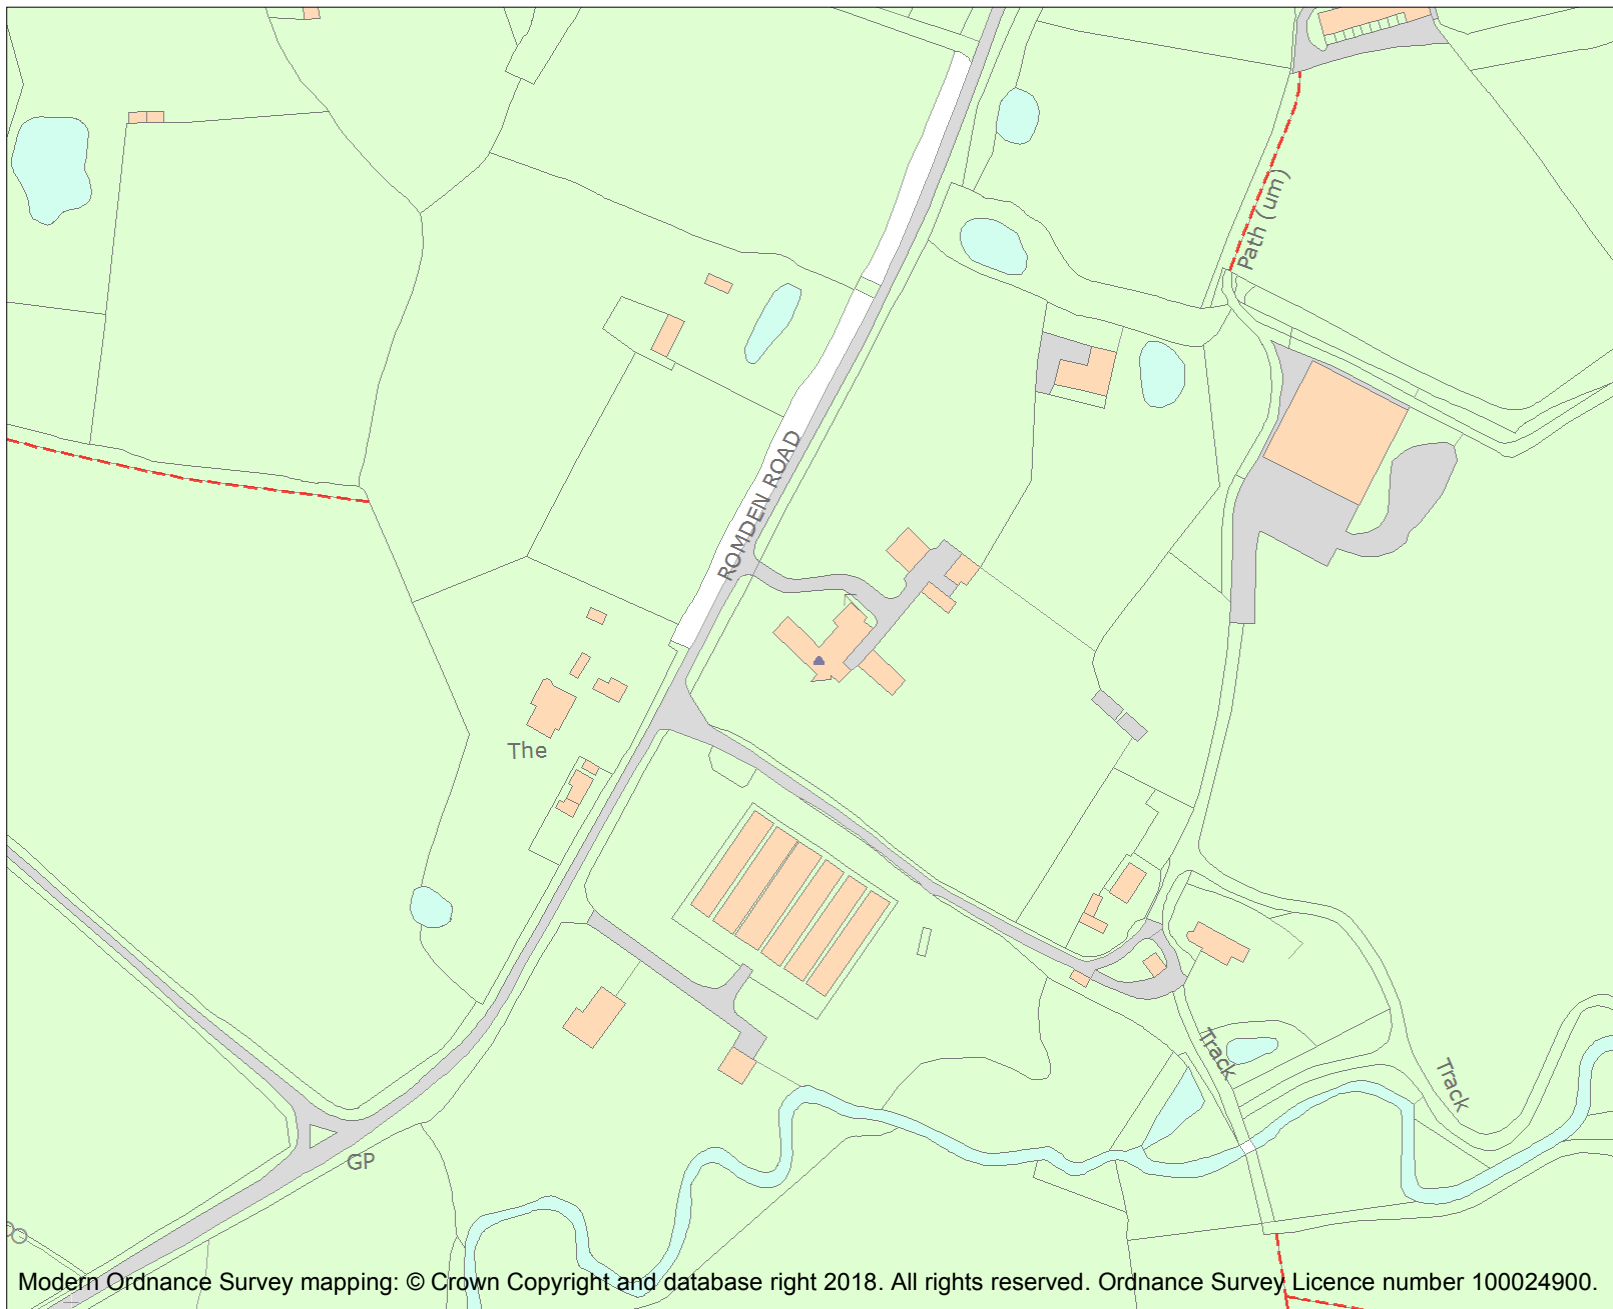 Path (um)
ROMDEN ROAD
The
Track
Track
GP
Modern Ordnance Survey mapping: © Crown Copyright and database right 2018. All rights reserved. Ordnance Survey Licence number 100024900.